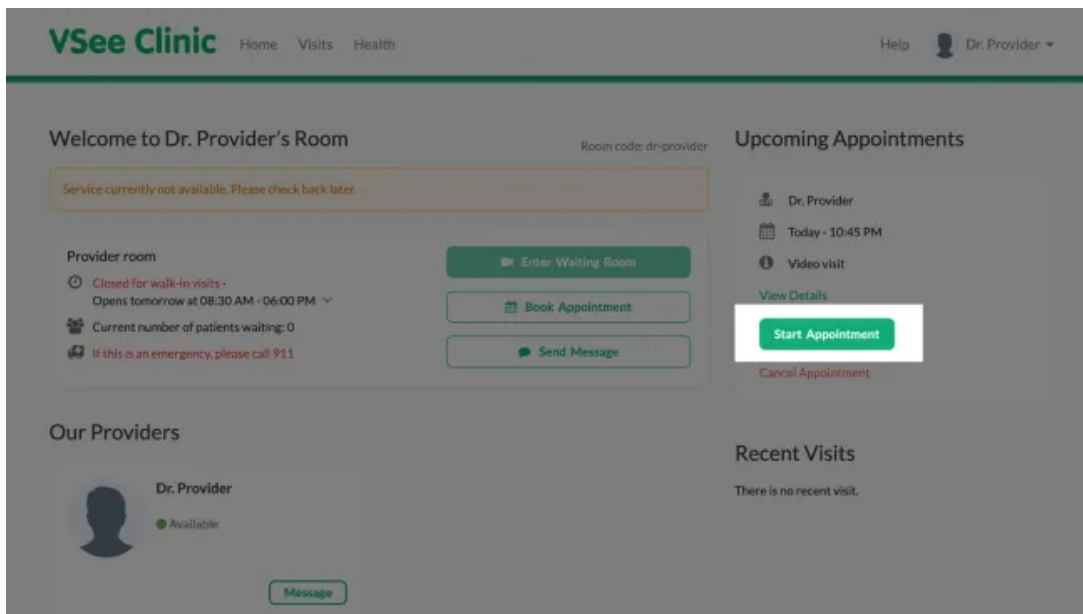 VSee Clinic Home Visits Health Help Dr. Provider
Welcome to Dr. Provider's Room
Room code: dr-provider
Service currently not available. Please check back later.
Provider room
Closed for walk-in visits -
Opens tomorrow at 08:30 AM - 06:00 PM
Current number of patients waiting: 0
If this is an emergency, please call 911
Enter Waiting Room
Book Appointment
Send Message
Our Providers
Dr. Provider
Available
Message
Upcoming Appointments
Dr. Provider
Today - 10:45 PM
Video visit
View Details
Start Appointment
Cancel Appointment
Recent Visits
There is no recent visit.